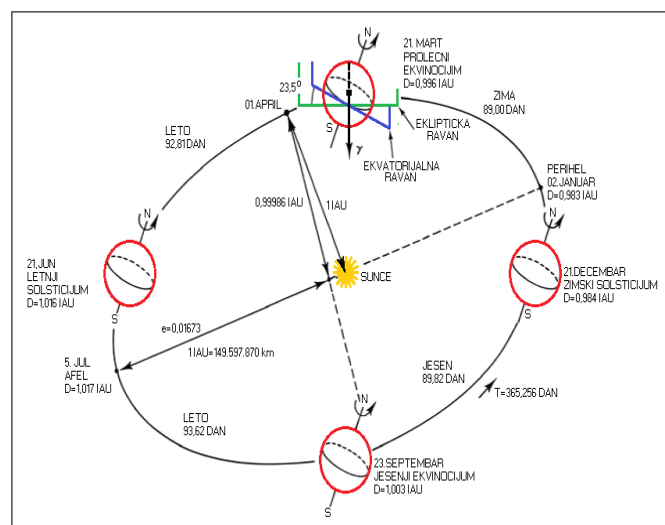 N
21. MART
PROLECNI
EKVINOCIJIM
D=0,996 IAU
23,5°
01.APRIL
S
γ
EKLIPTICKA
RAVAN
EKVATORIJALNA
RAVAN
ZIMA
89,00 DAN
LETO
92,81 DAN
PERIHEL
02.JANUAR
D=0,983 IAU
0,99986 IAU
1IAU
N
N
21.JUN
LETNJI
SOLSTICIJUM
D=1,016 IAU
S
SUNCE
21.DECEMBAR
ZIMSKI SOLSTICIJUM
D=0,984 IAU
S
e=0,01673
1IAU=149.597.870 km
5. JUL
AFEL
D=1,017 IAU
JESEN
89,82 DAN
T=365,256 DAN
LETO
93,62 DAN
N
23.SEPTEMBAR
JESENJI EKVINOCIJUM
D=1,003 IAU
S